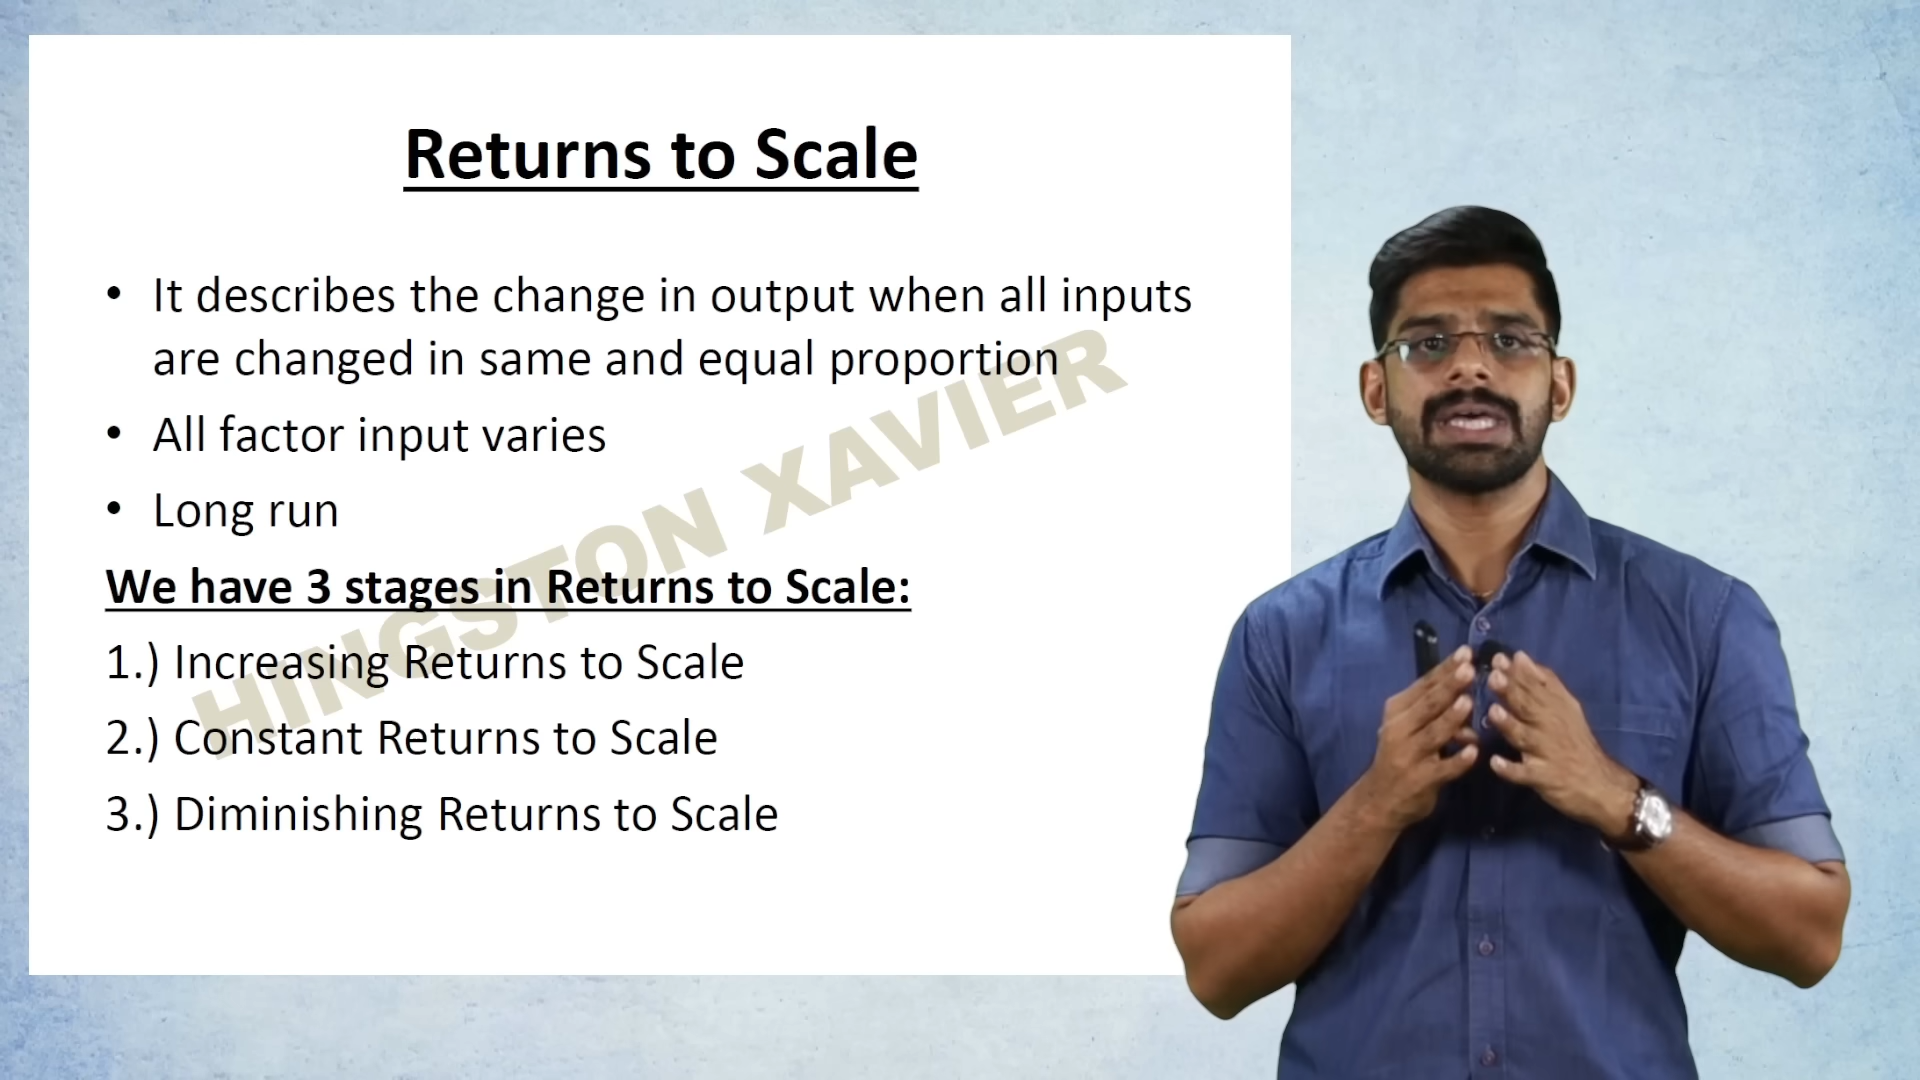 Returns to Scale
• It describes the change in output when all inputs
are changed in same and equal proportion
• All factor input varies
• Long run
We have 3 stages in Returns to Scale:
1.) Increasing Returns to Scale
2.) Constant Returns to Scale
3.) Diminishing Returns to Scale
HINGSTON XAVIER